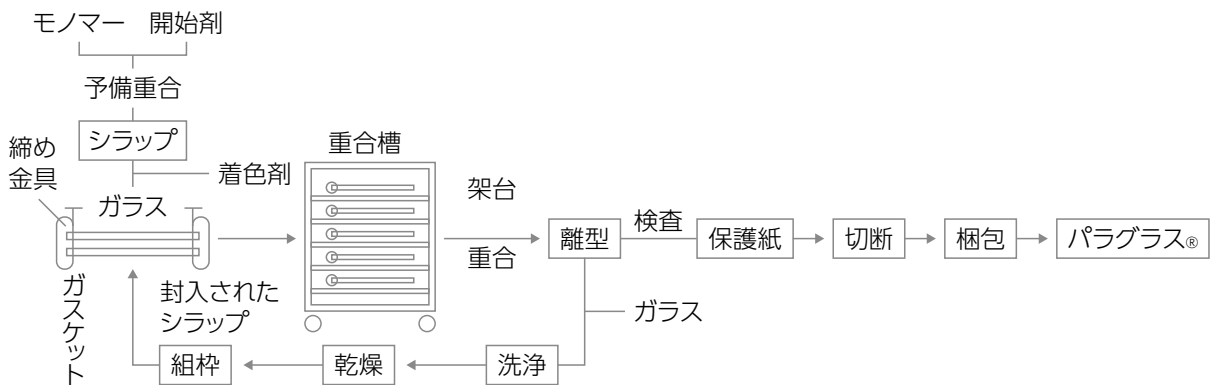 モノマー 開始剤
予備重合
シラップ
締め
金具
着色剤
ガラス
ガスケット
封入された
シラップ
重合槽
架台
重合
離型
検査
保護紙
切断
梱包
パラグラス®
ガラス
洗浄
乾燥
組枠